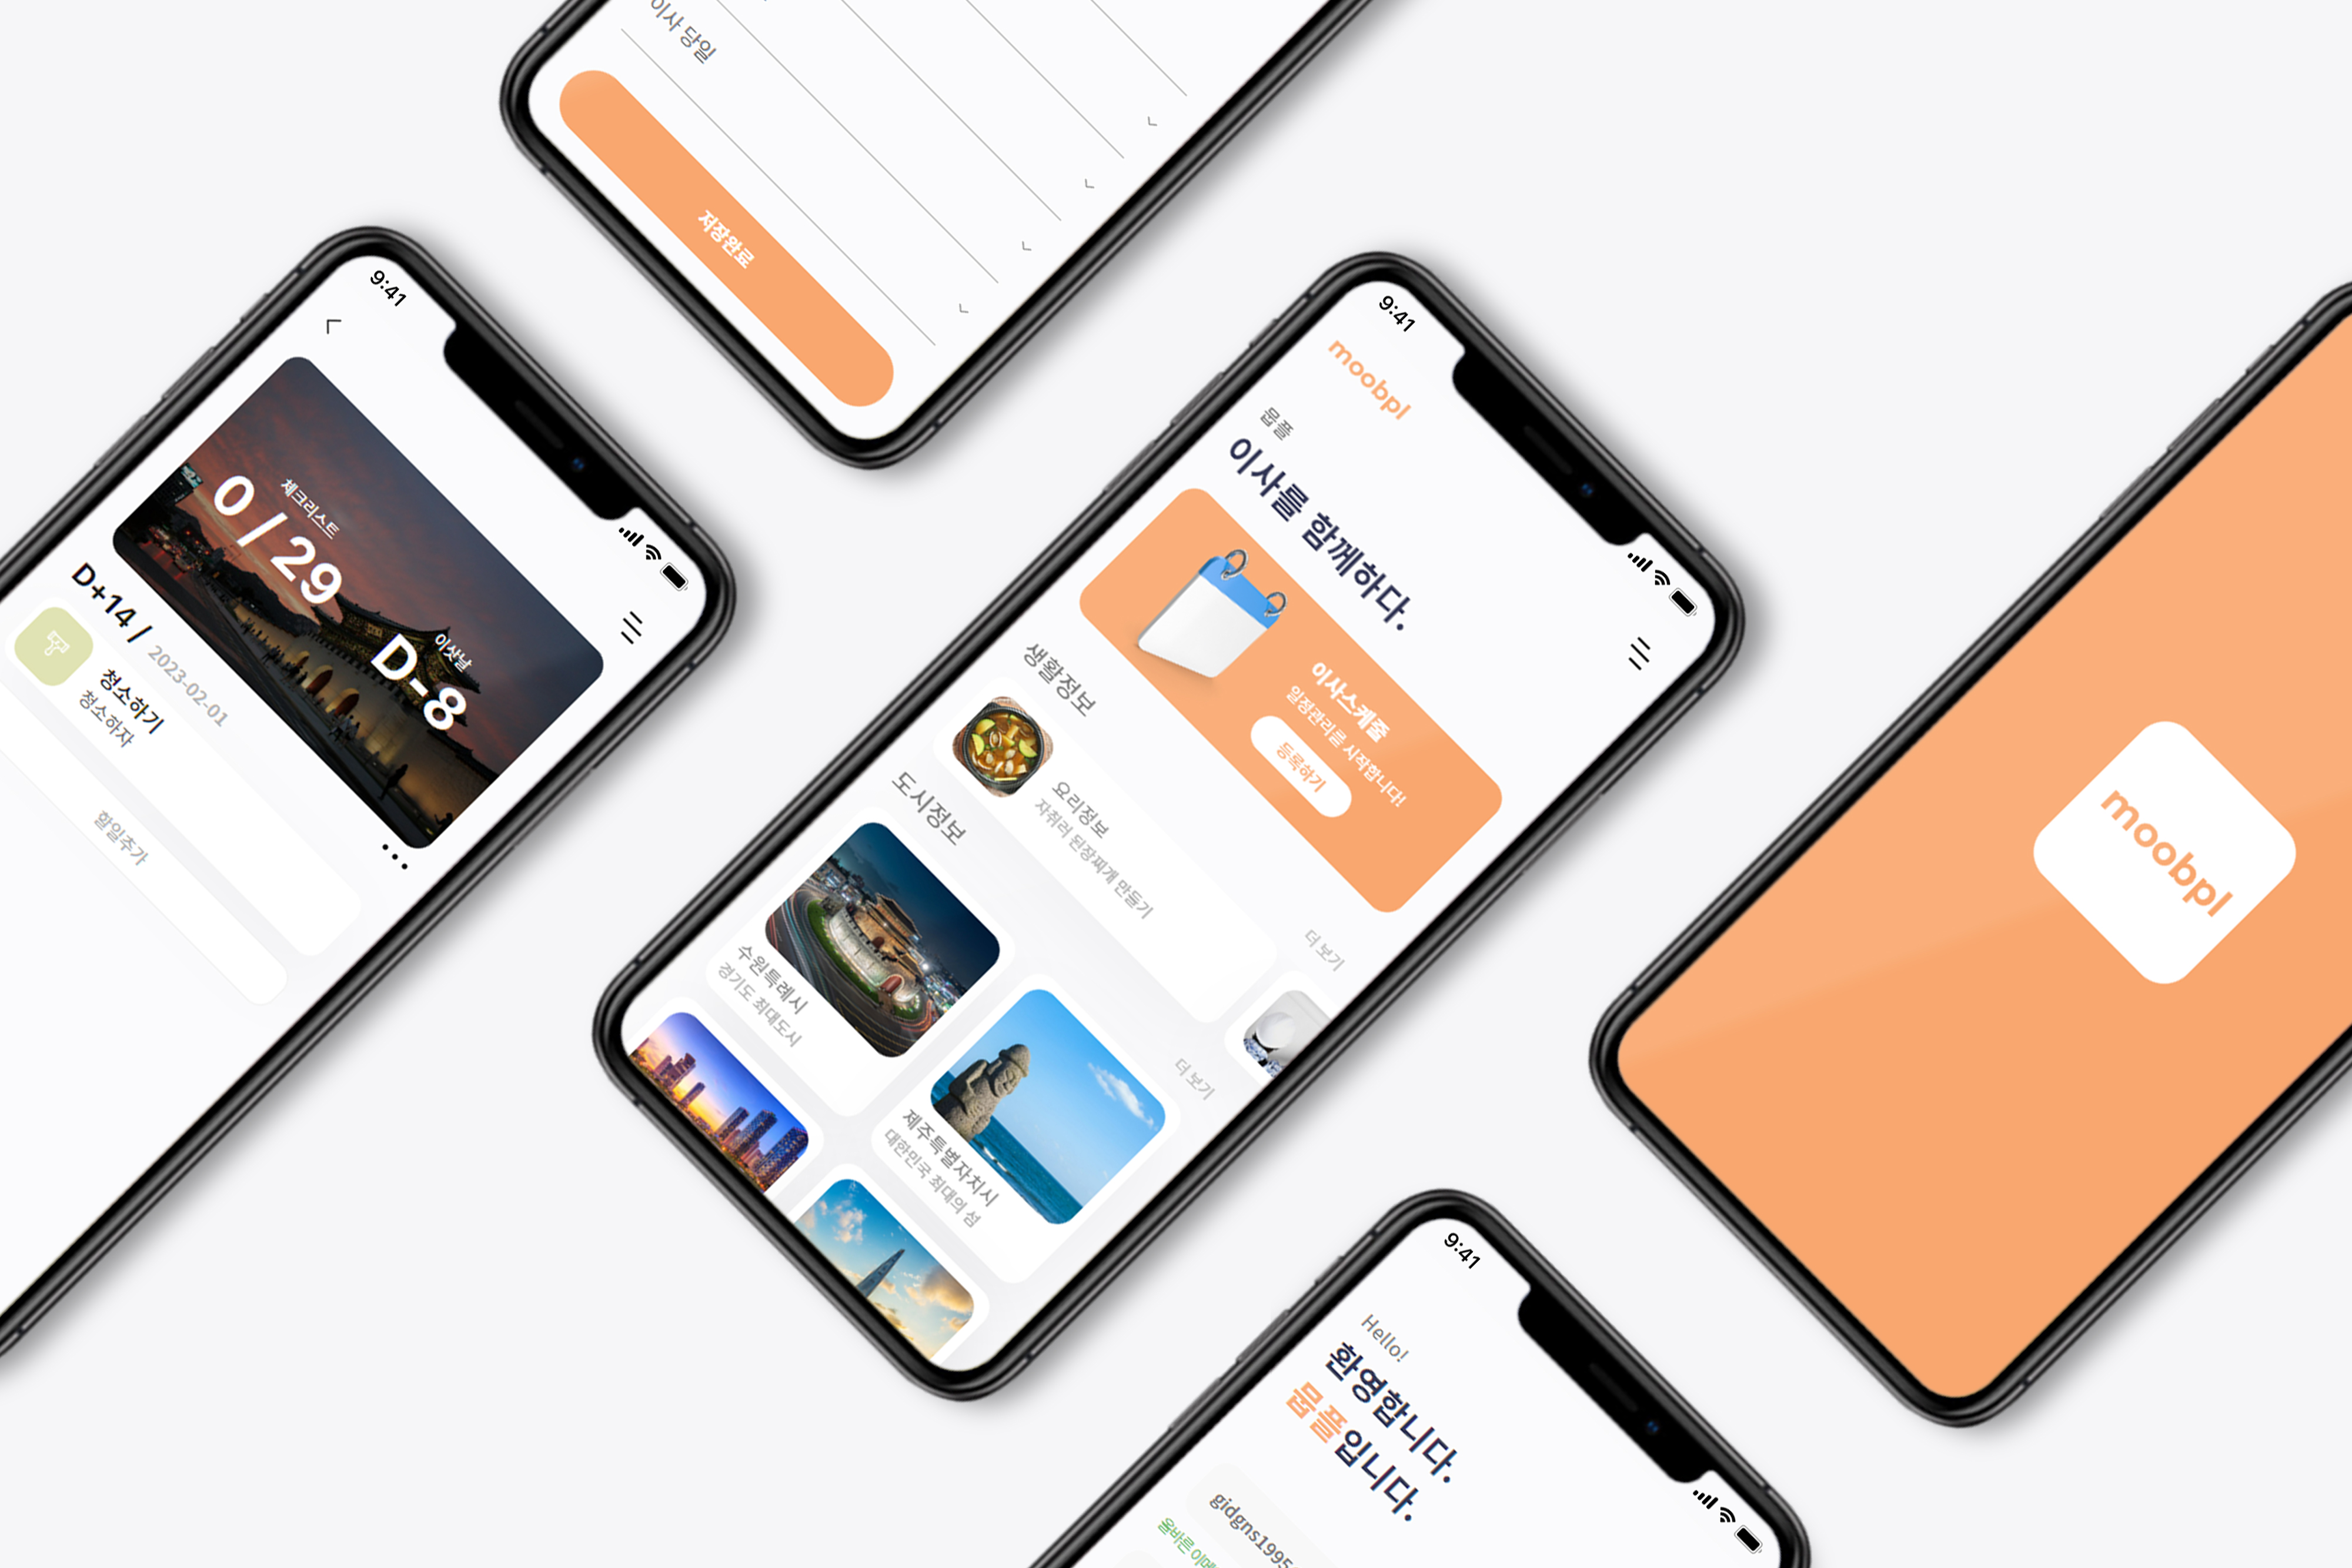 이사 당일
저장완료
9:41
체크리스트
0 / 29
이삿날
D-8
D+14 / 2023-02-01
청소하기
청소하자
할일추가
9:41
moobpl
뭅플
이사를 함께하다.
이사스케줄
일정관리를 시작합니다!
등록하기
생활정보
더 보기
요리정보
자취러 된장찌개 만들기
도시정보
더 보기
수원특례시
경기도 최대도시
제주특별자치시
대한민국 최대의 섬
moobpl
9:41
Hello!
환영합니다.
뭅플입니다.
gidgns1995
올바른